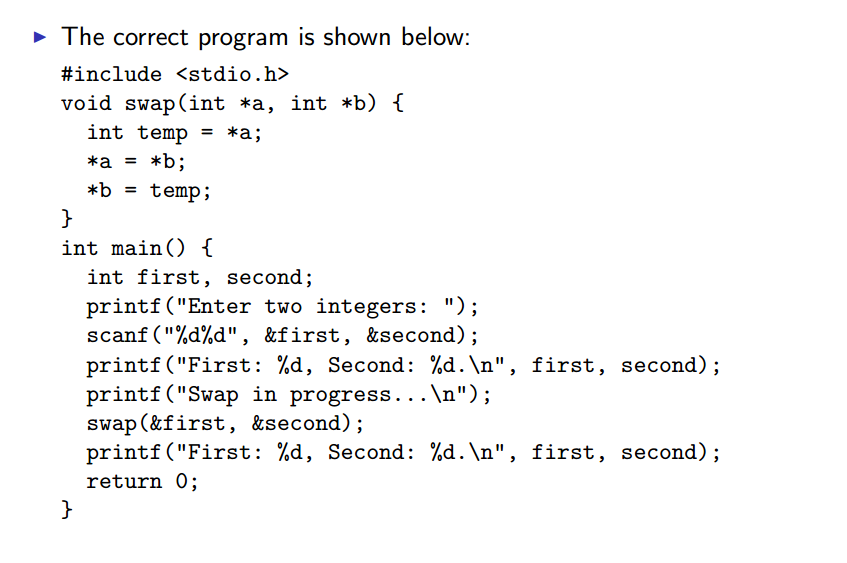 ▶ The correct program is shown below:
#include <stdio.h>
void swap(int *a, int *b) {
  int temp = *a;
  *a = *b;
  *b = temp;
}
int main() {
  int first, second;
  printf("Enter two integers: ");
  scanf("%d%d", &first, &second);
  printf("First: %d, Second: %d.\n", first, second);
  printf("Swap in progress...\n");
  swap(&first, &second);
  printf("First: %d, Second: %d.\n", first, second);
  return 0;
}